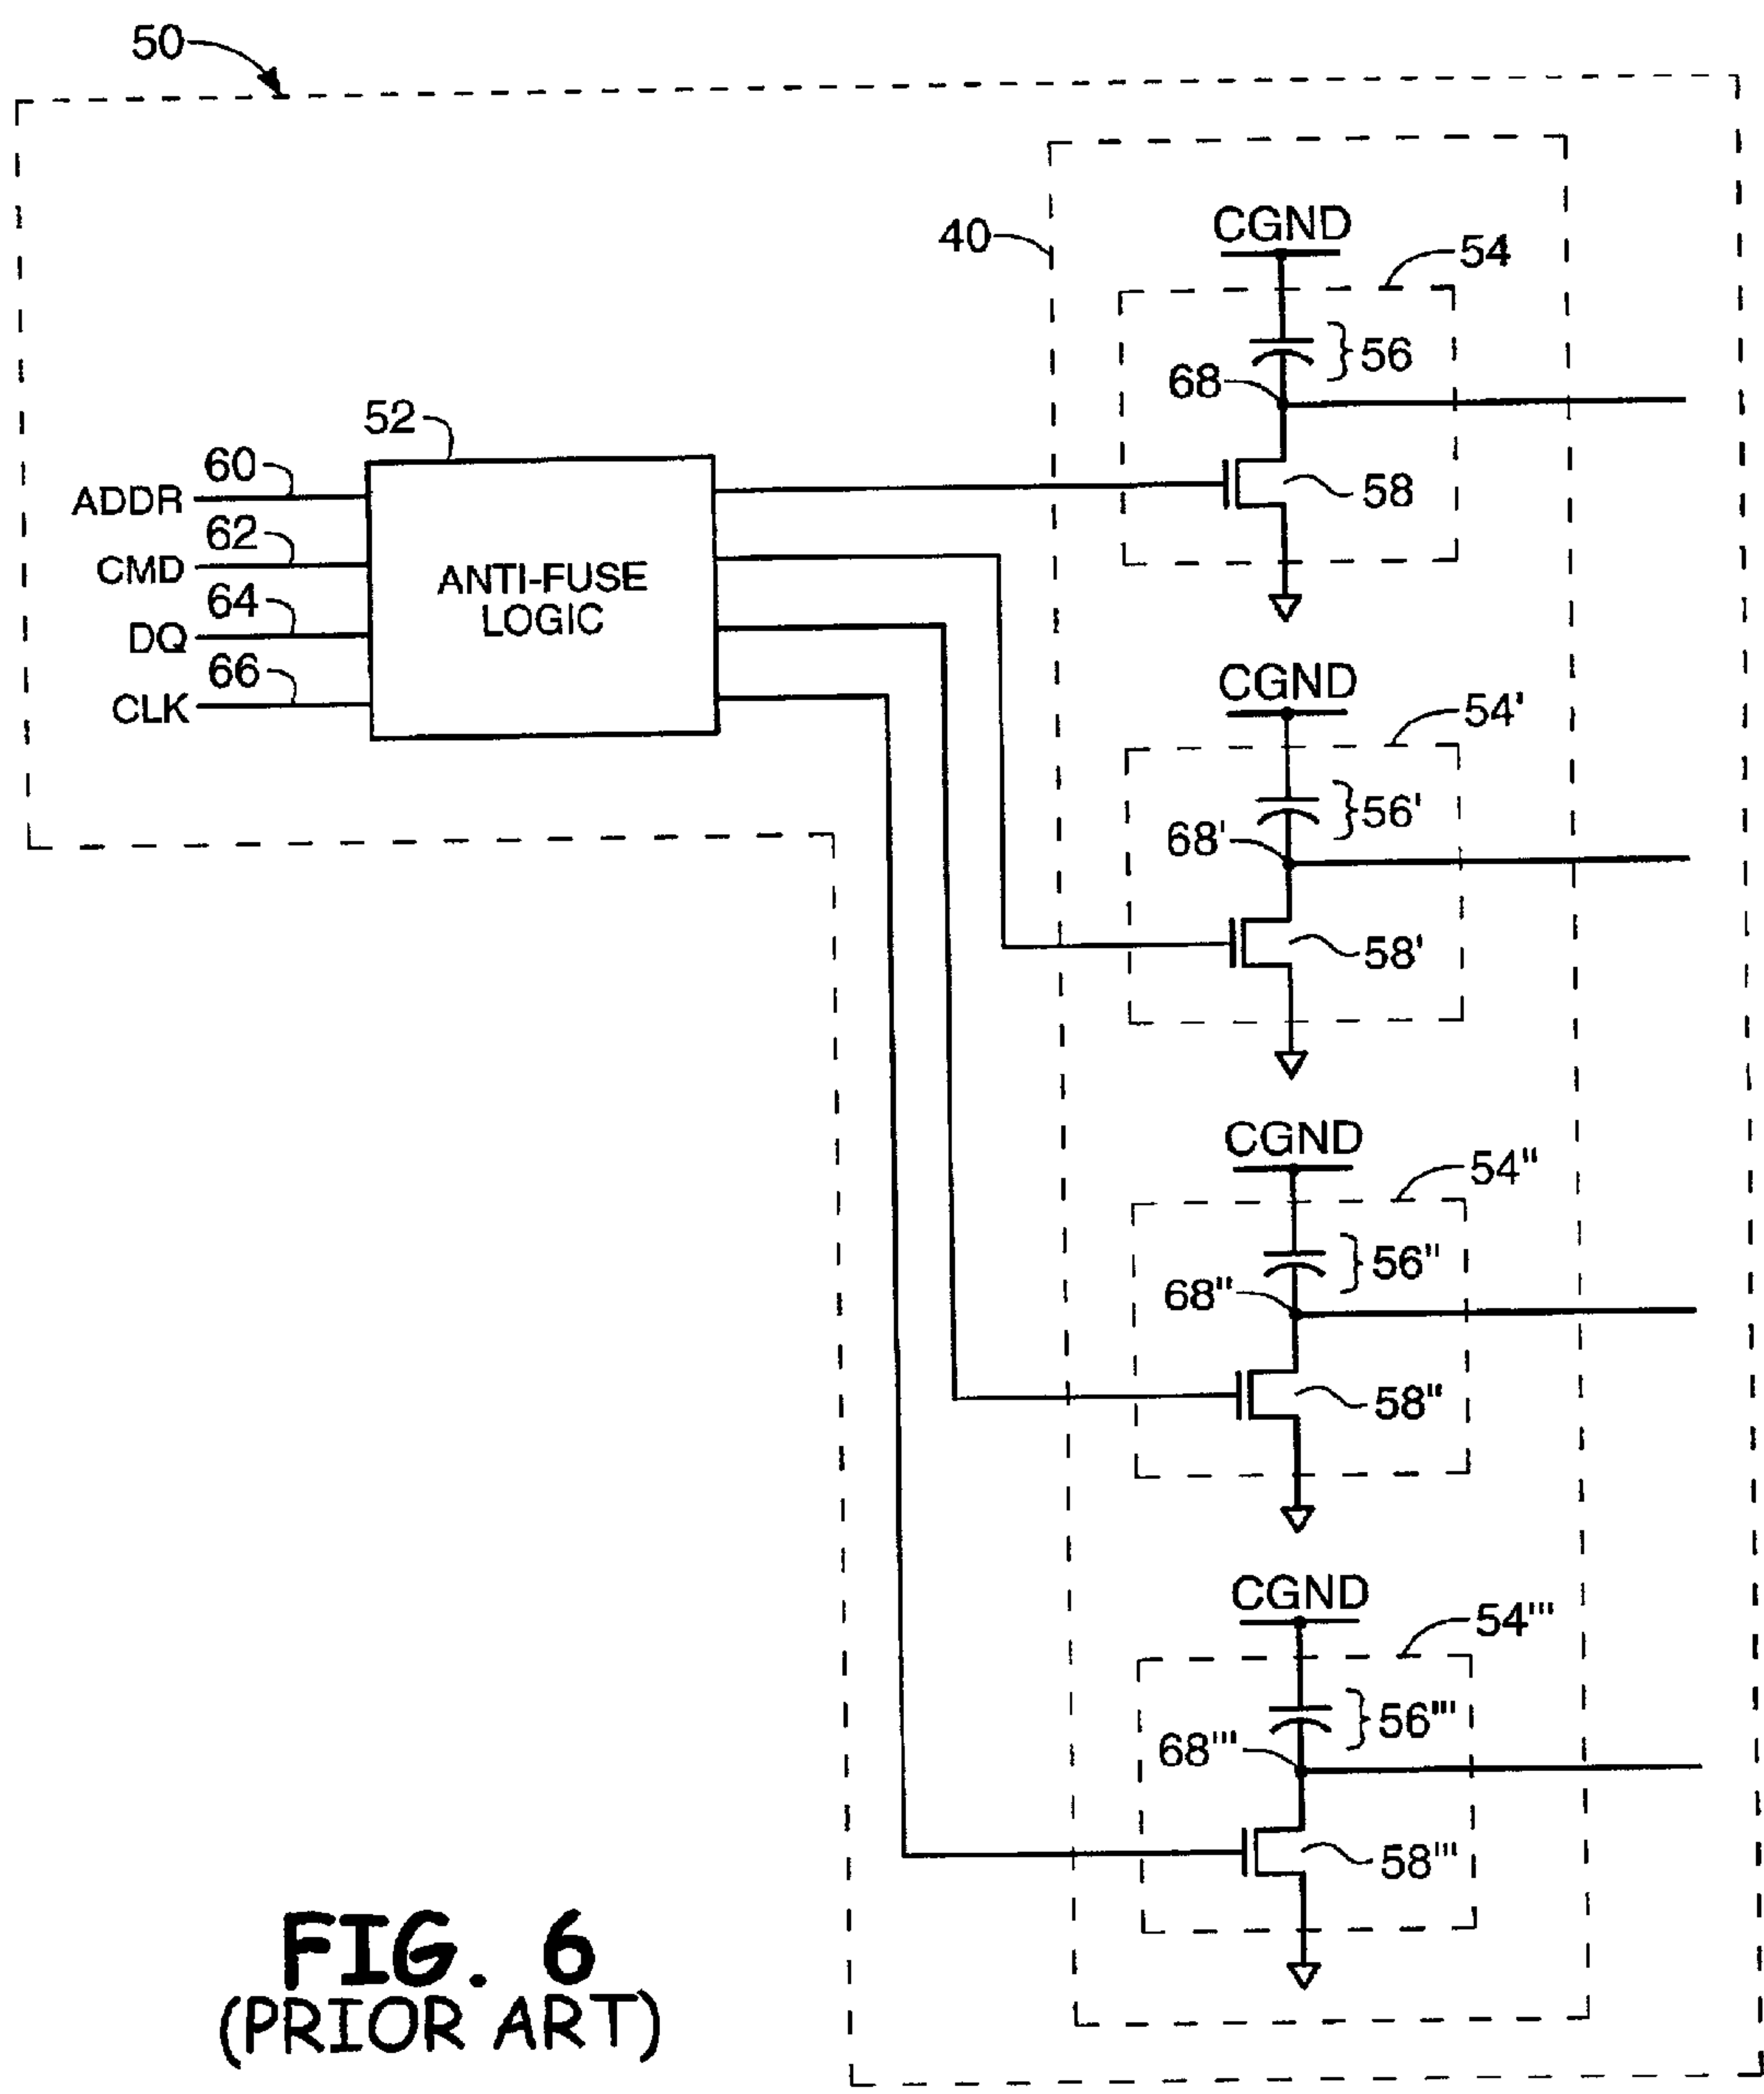 50
CGND
40
54
56
68
52
60
ADDR
58
62
CMD
ANTI-FUSE
LOGIC
64
DQ
66
CLK
CGND
54'
56'
68'
58'
CGND
54"
56"
68"
58"
CGND
54'''
56'''
68'''
58'''
FIG. 6
(PRIOR ART)